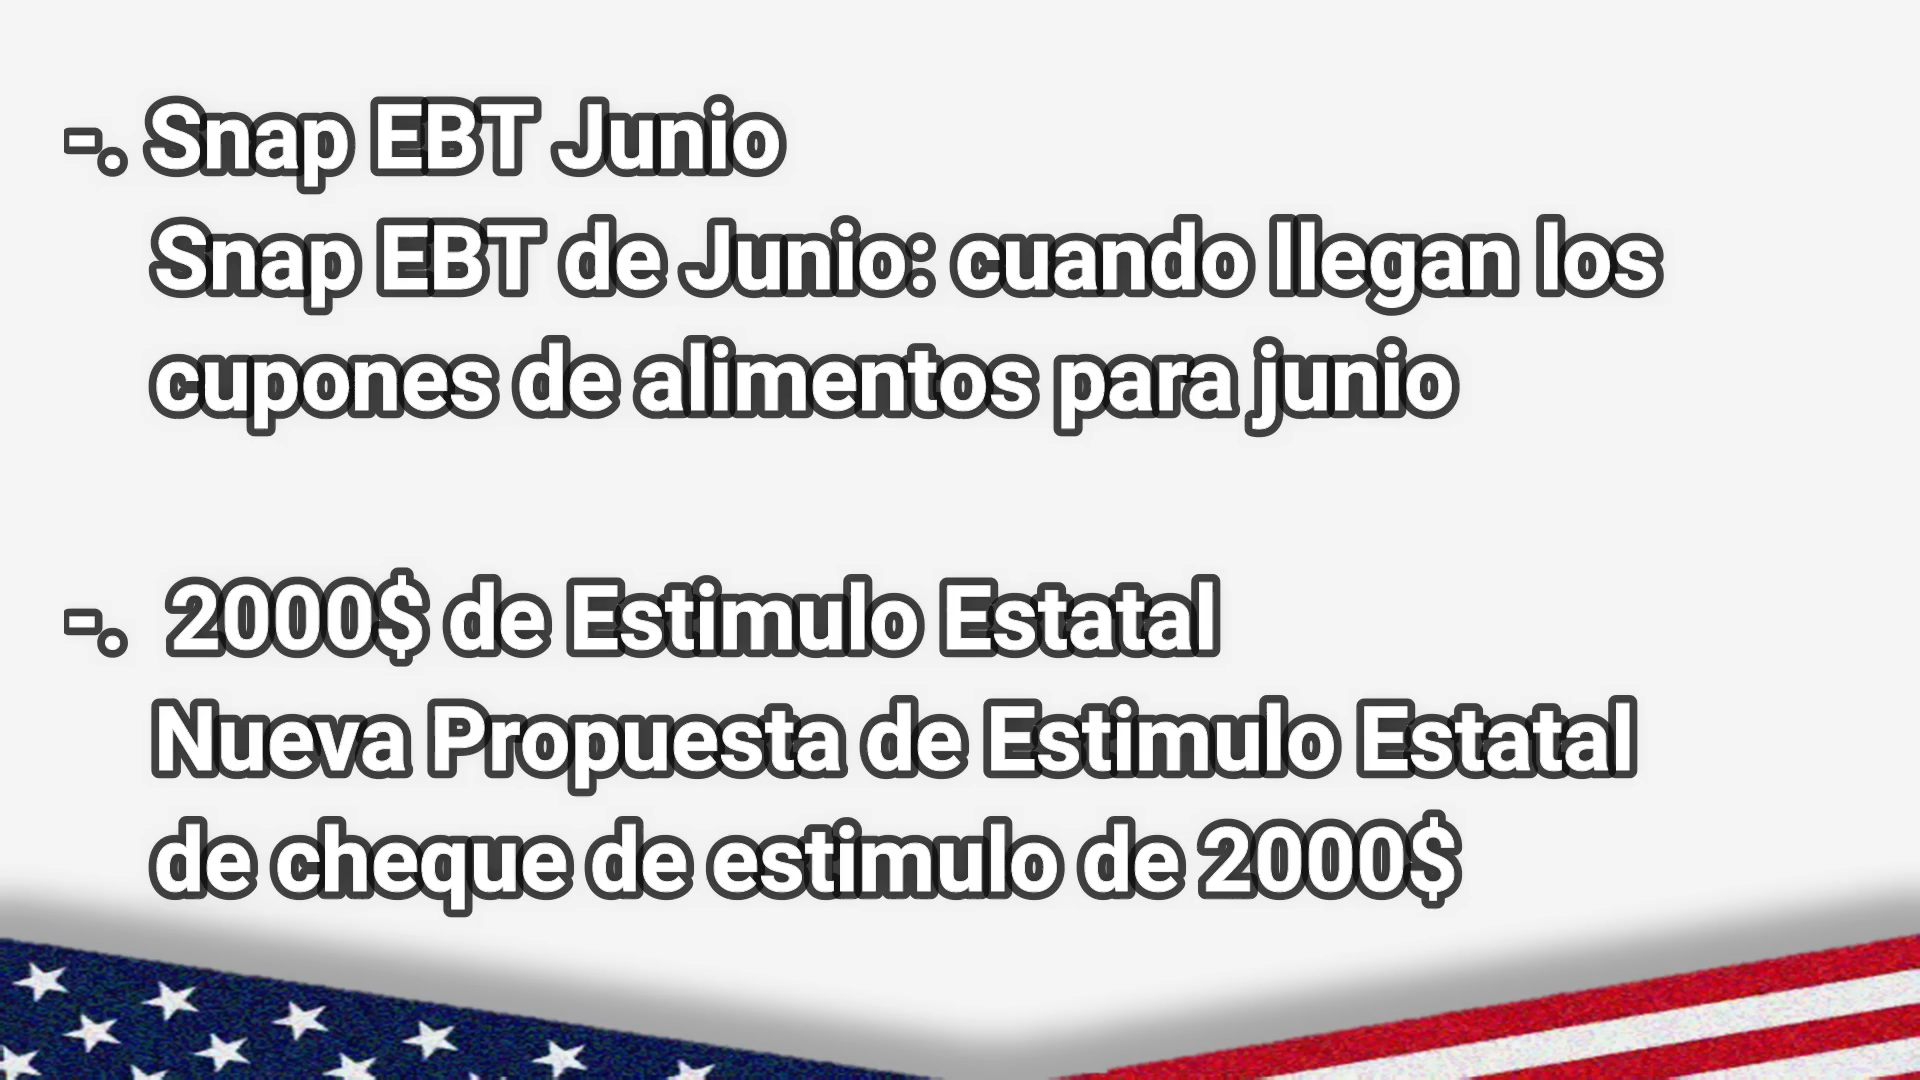 -. Snap EBT Junio
Snap EBT de Junio: cuando llegan los
cupones de alimentos para junio
-. 2000$ de Estimulo Estatal
Nueva Propuesta de Estimulo Estatal
de cheque de estimulo de 2000$